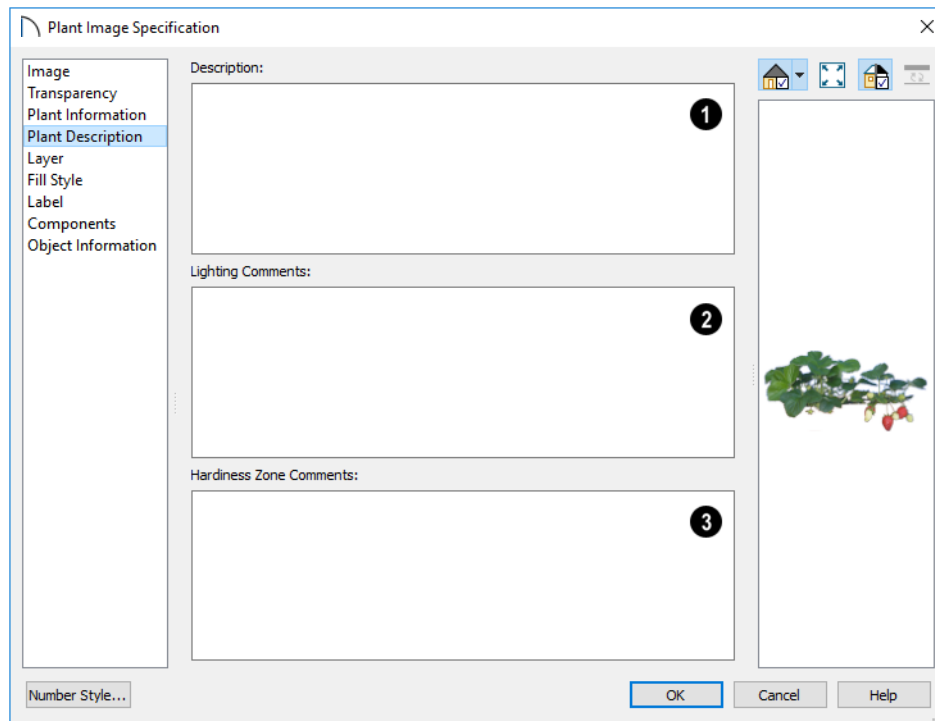 Plant Image Specification
Image
Transparency
Plant Information
Plant Description
Layer
Fill Style
Label
Components
Object Information
Description:
1
Lighting Comments:
2
Hardiness Zone Comments:
3
Number Style...
OK
Cancel
Help